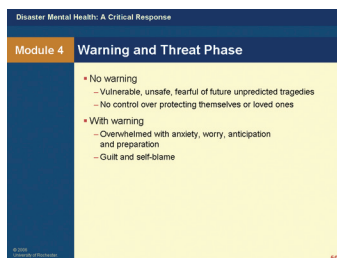 Disaster Mental Health: A Critical Response
Module 4
Warning and Threat Phase
No warning
– Vulnerable, unsafe, fearful of future unpredicted tragedies
– No control over protecting themselves or loved ones
With warning
– Overwhelmed with anxiety, worry, anticipation
and preparation
– Guilt and self-blame
University of Rochester